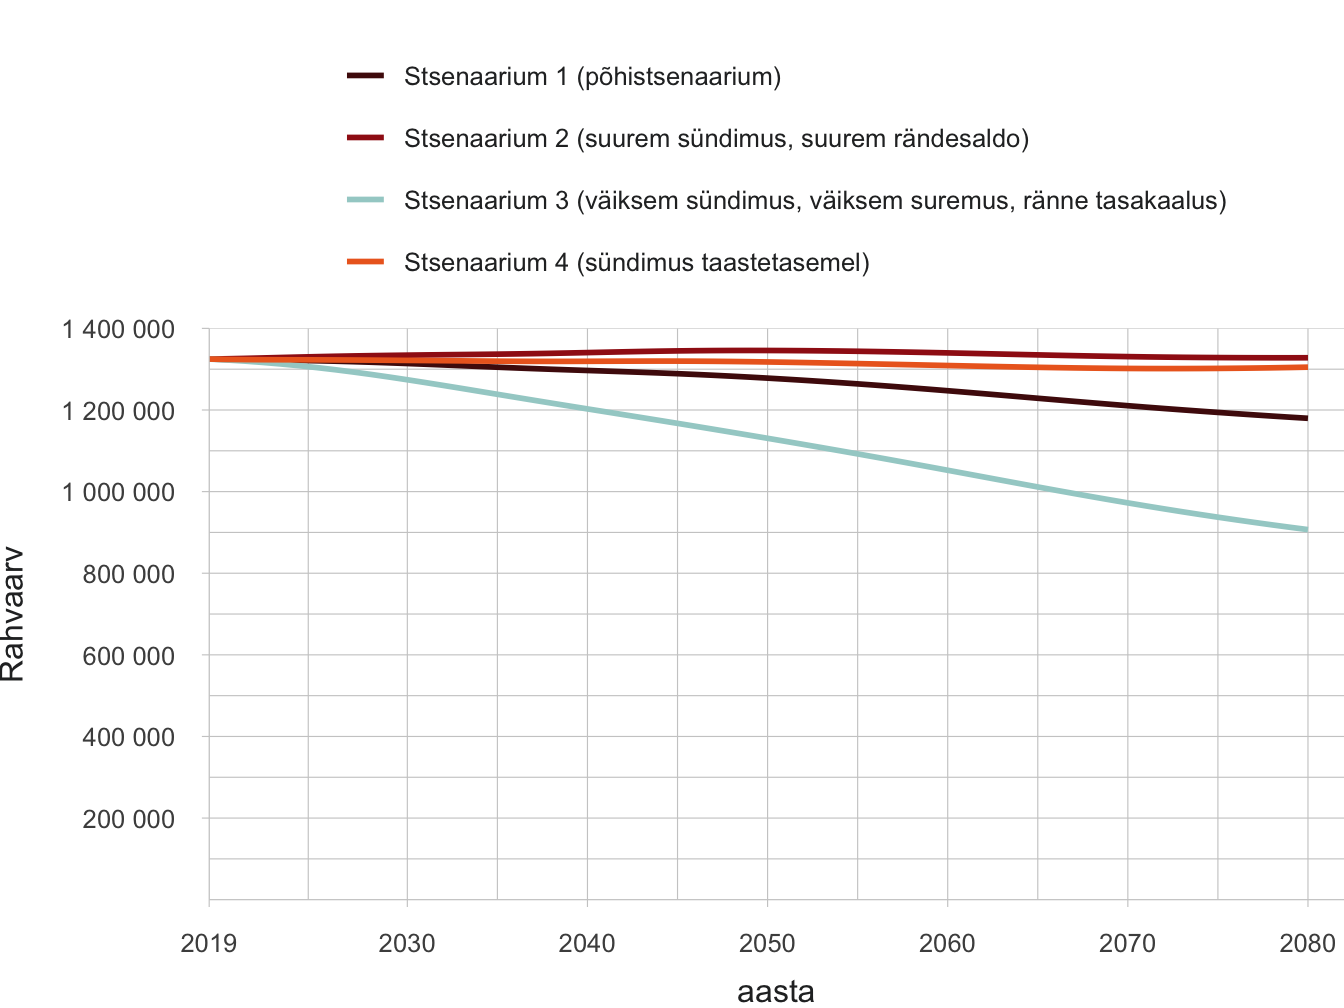 Stsenaarium 1 (põhistsenaarium)
Stsenaarium 2 (suurem sündimus, suurem rändesaldo)
Stsenaarium 3 (väiksem sündimus, väiksem suremus, ränne tasakaalus)
Stsenaarium 4 (sündimus taastetasemel)
1 400 000
1 200 000
1 000 000
800 000
600 000
400 000
200 000
Rahvaarv
2019 2030 2040 2050 2060 2070 2080
aasta